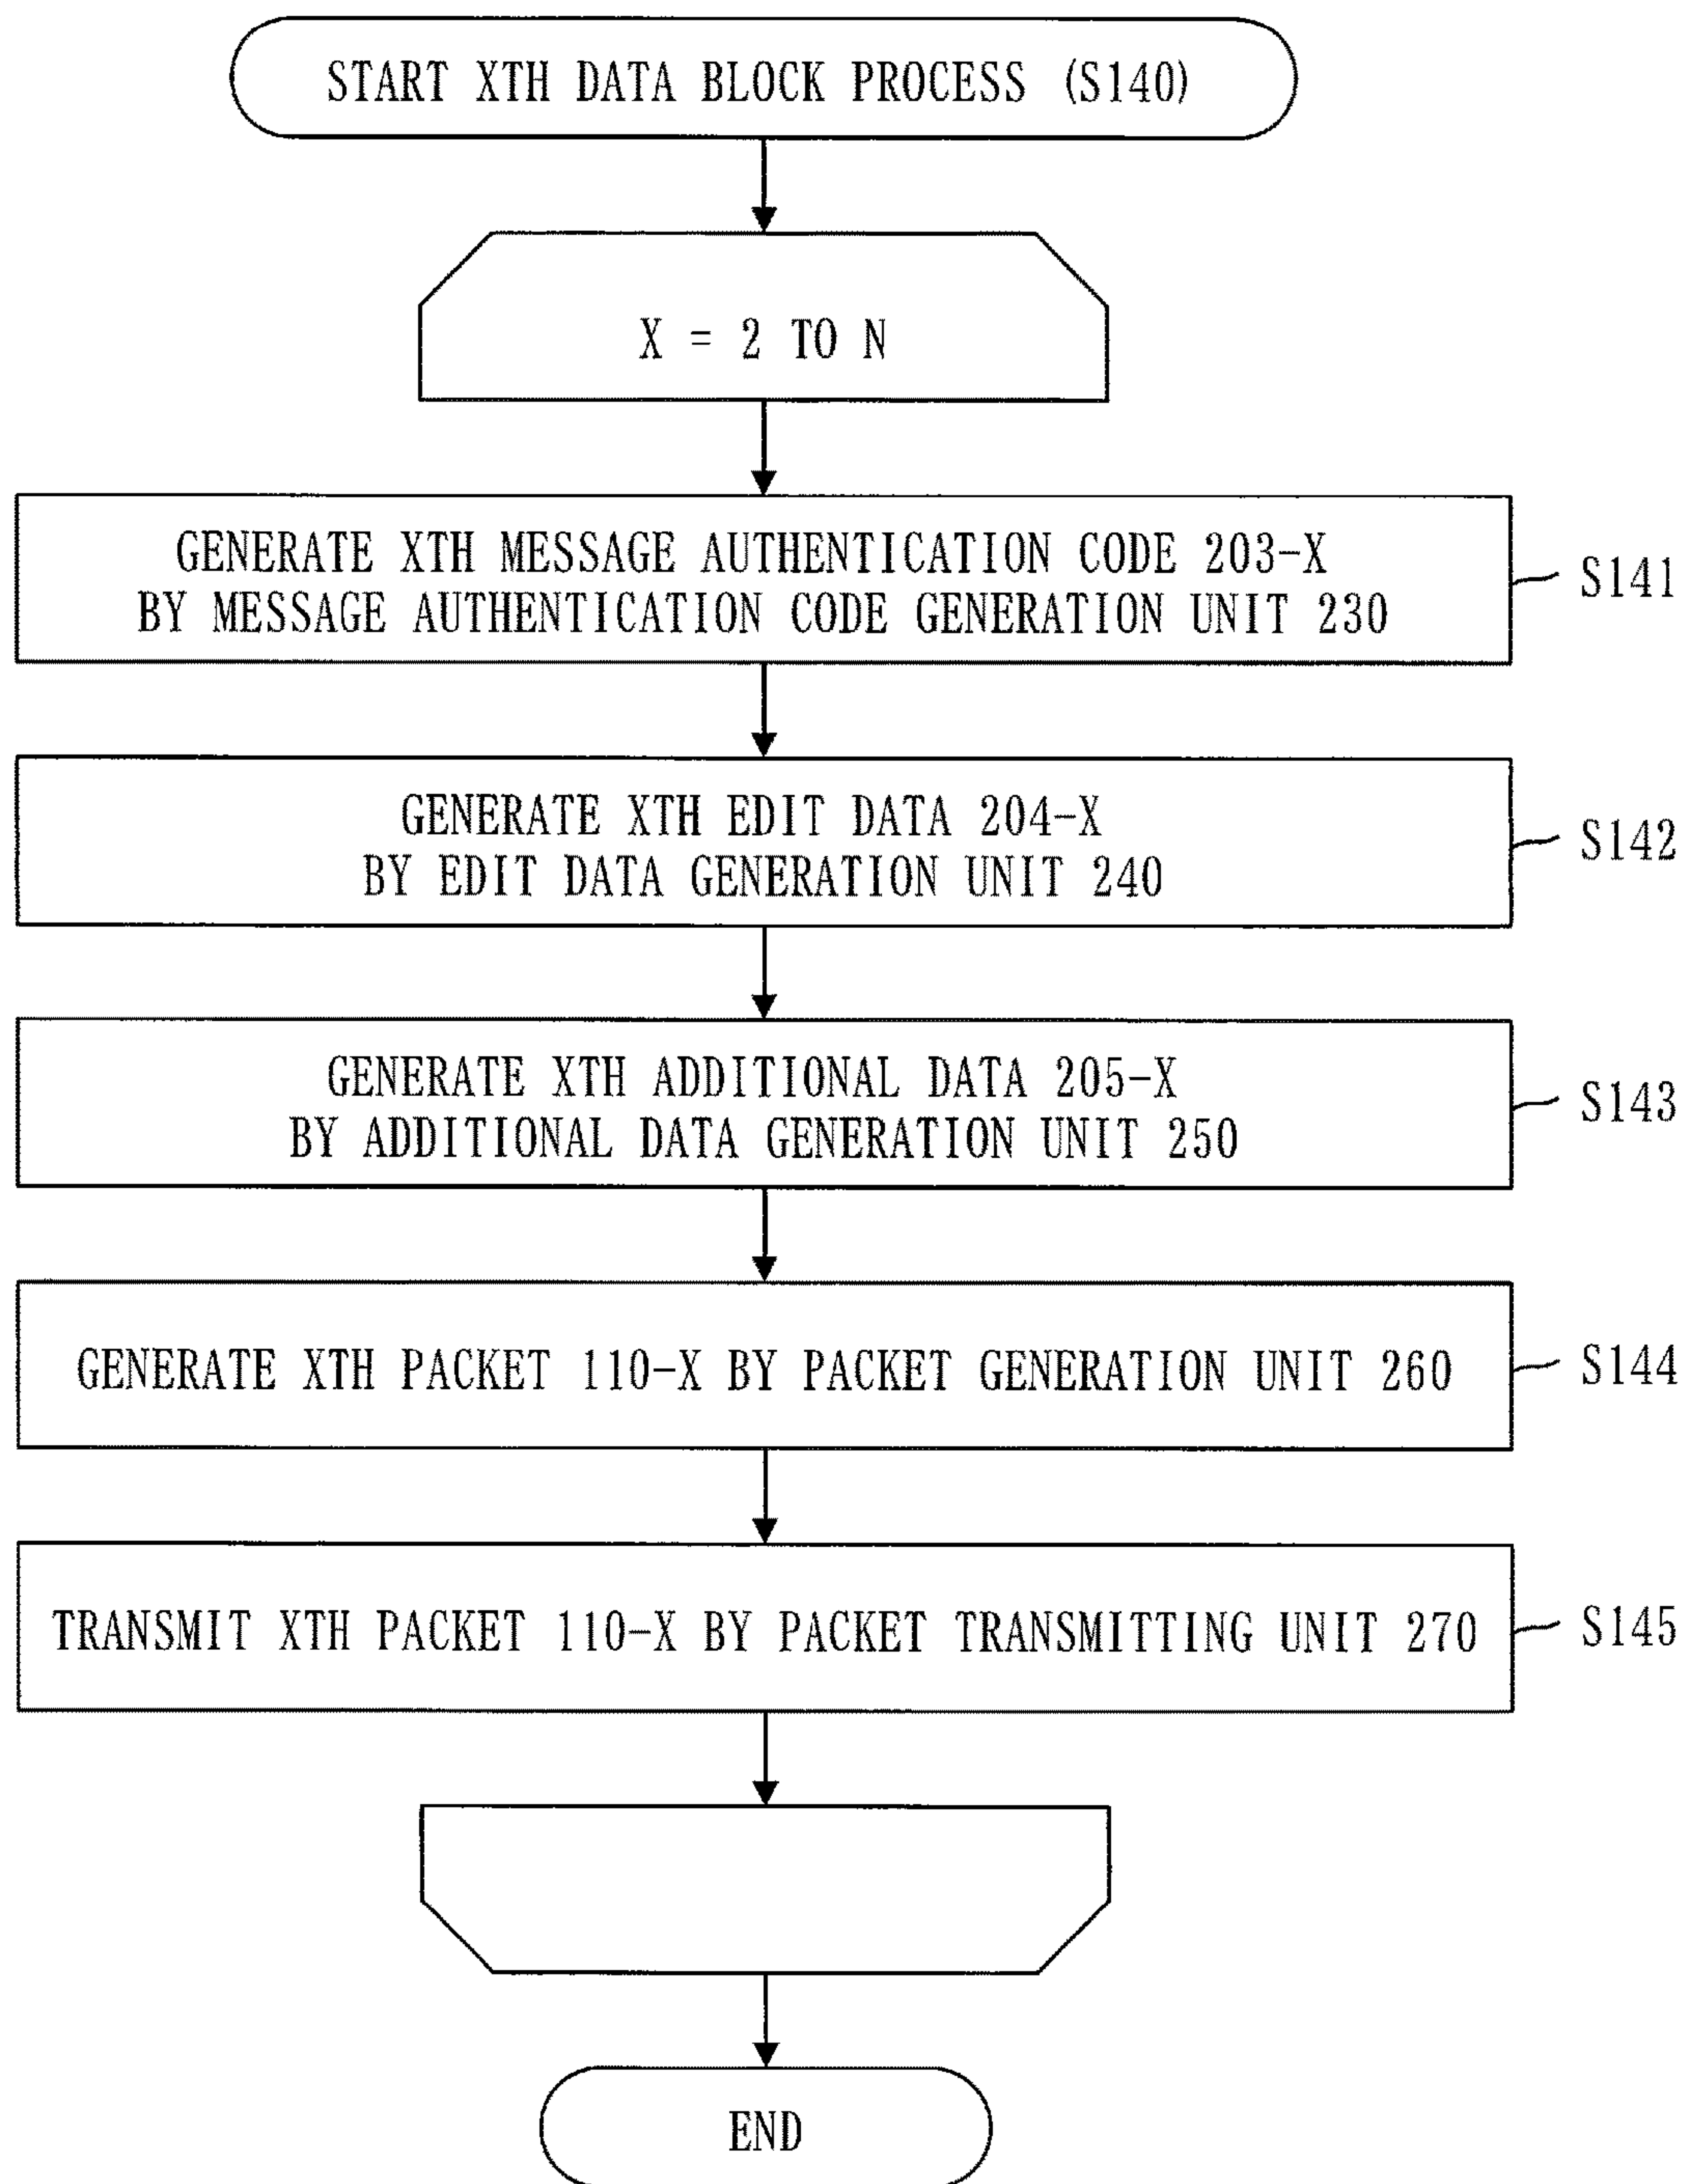 START XTH DATA BLOCK PROCESS (S140)
X = 2 TO N
GENERATE XTH MESSAGE AUTHENTICATION CODE 203-X
BY MESSAGE AUTHENTICATION CODE GENERATION UNIT 230
S141
GENERATE XTH EDIT DATA 204-X
BY EDIT DATA GENERATION UNIT 240
S142
GENERATE XTH ADDITIONAL DATA 205-X
BY ADDITIONAL DATA GENERATION UNIT 250
S143
GENERATE XTH PACKET 110-X BY PACKET GENERATION UNIT 260
S144
TRANSMIT XTH PACKET 110-X BY PACKET TRANSMITTING UNIT 270
S145
END